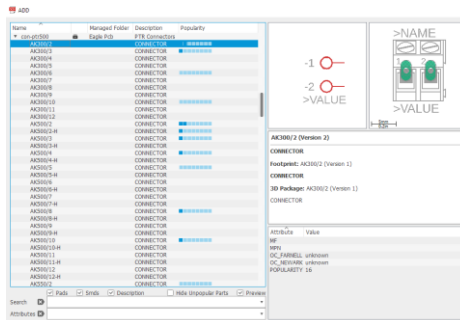 ADD
Name Managed Folder Description Popularity
con-ptr500 Eagle Pcb PTR Connectors
AK300/2 CONNECTOR
AK300/3 CONNECTOR
AK300/4 CONNECTOR
AK300/5 CONNECTOR
AK300/6 CONNECTOR
AK300/7 CONNECTOR
AK300/8 CONNECTOR
AK300/9 CONNECTOR
AK300/10 CONNECTOR
AK300/11 CONNECTOR
AK300/12 CONNECTOR
AK500/2 CONNECTOR
AK500/2-H CONNECTOR
AK500/3 CONNECTOR
AK500/3-H CONNECTOR
AK500/4 CONNECTOR
AK500/4-H CONNECTOR
AK500/5 CONNECTOR
AK500/5-H CONNECTOR
AK500/6 CONNECTOR
AK500/6-H CONNECTOR
AK500/7 CONNECTOR
AK500/7-H CONNECTOR
AK500/8 CONNECTOR
AK500/8-H CONNECTOR
AK500/9 CONNECTOR
AK500/9-H CONNECTOR
AK500/10 CONNECTOR
AK500/10-H CONNECTOR
AK500/11 CONNECTOR
AK500/11-H CONNECTOR
AK500/12 CONNECTOR
AK500/12-H CONNECTOR
AK550/2 CONNECTOR
Pads Smds Description Hide Unpopular Parts Preview
Search
Attributes
-1
-2
>VALUE
>NAME
1 2
>VALUE
AK300/2 (Version 2)
CONNECTOR
Footprint: AK300/2 (Version 1)
CONNECTOR
3D Package: AK300/2 (Version 1)
CONNECTOR
Attribute Value
MF
MPN
OC_FARNELL unknown
OC_NEWARK unknown
POPULARITY 16